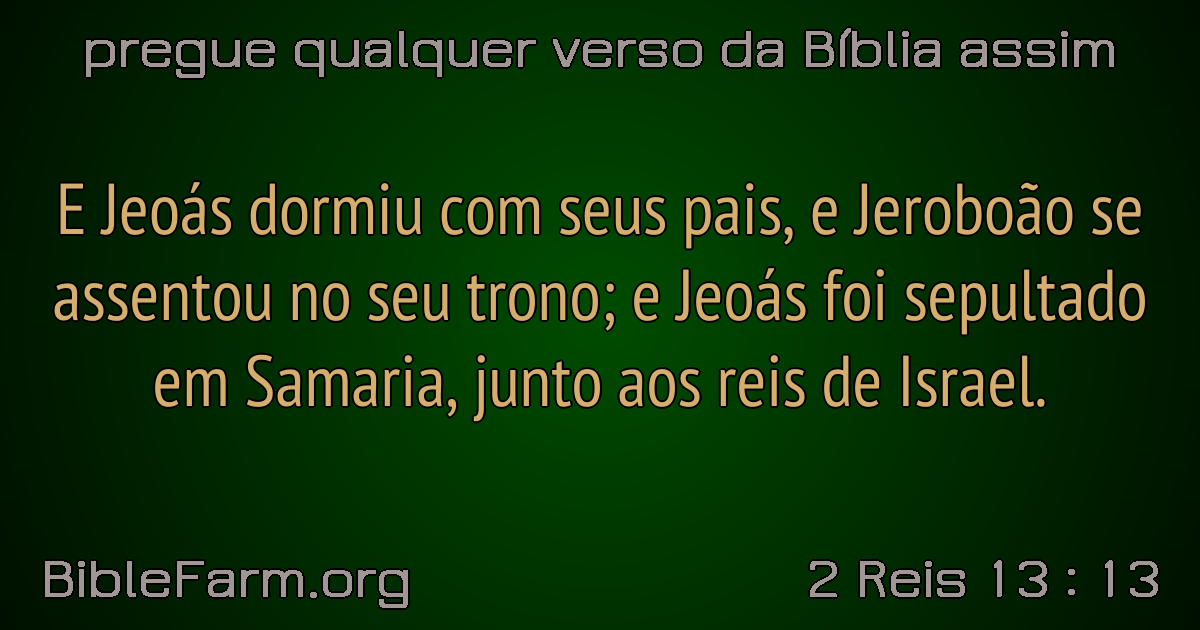 pregue qualquer verso da Bíblia assim
E Jeoás dormiu com seus pais, e Jeroboão se
assentou no seu trono; e Jeoás foi sepultado
em Samaria, junto aos reis de Israel.
BibleFarm.org
2 Reis 13 : 13